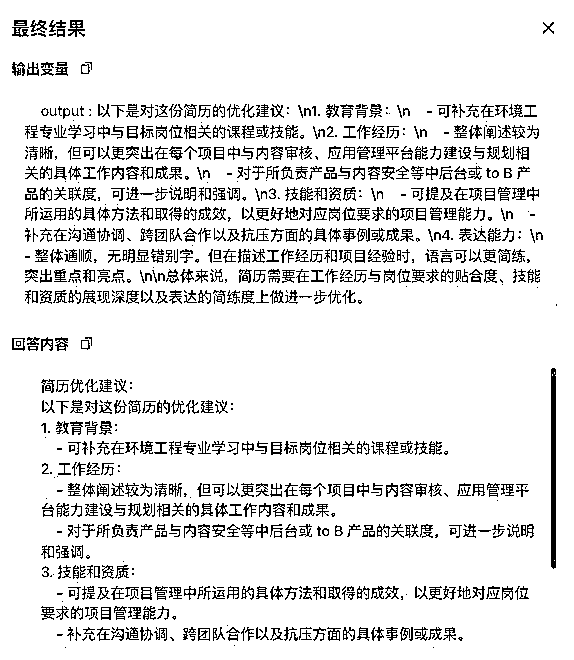 最终结果
输出变量
output : 以下是对这份简历的优化建议：\n1. 教育背景：\n - 可补充在环境工
程专业学习中与目标岗位相关的课程或技能。\n2. 工作经历：\n - 整体阐述较为
清晰，但可以更突出在每个项目中与内容审核、应用管理平台能力建设与规划相
关的具体工作内容和成果。\n - 对于所负责产品与内容安全等中后台或 to B 产
品的关联度，可进一步说明和强调。\n3. 技能和资质：\n - 可提及在项目管理中
所运用的具体方法和取得的成效，以更好地对应岗位要求的项目管理能力。\n -
补充在沟通协调、跨团队合作以及抗压方面的具体事例或成果。\n4. 表达能力：\n
- 整体通顺，无明显错别字。但在描述工作经历和项目经验时，语言可以更简练，
突出重点和亮点。\n\n总体来说，简历需要在工作经历与岗位要求的贴合度、技能
和资质的展现深度以及表达的简练度上做进一步优化。
回答内容
简历优化建议：
以下是对这份简历的优化建议：
1. 教育背景：
- 可补充在环境工程专业学习中与目标岗位相关的课程或技能。
2. 工作经历：
- 整体阐述较为清晰，但可以更突出在每个项目中与内容审核、应用管理平
台能力建设与规划相关的具体工作内容和成果。
- 对于所负责产品与内容安全等中后台或 to B 产品的关联度，可进一步说明
和强调。
3. 技能和资质：
- 可提及在项目管理中所运用的具体方法和取得的成效，以更好地对应岗位
要求的项目管理能力。
- 补充在沟通协调、跨团队合作以及抗压方面的具体事例或成果。